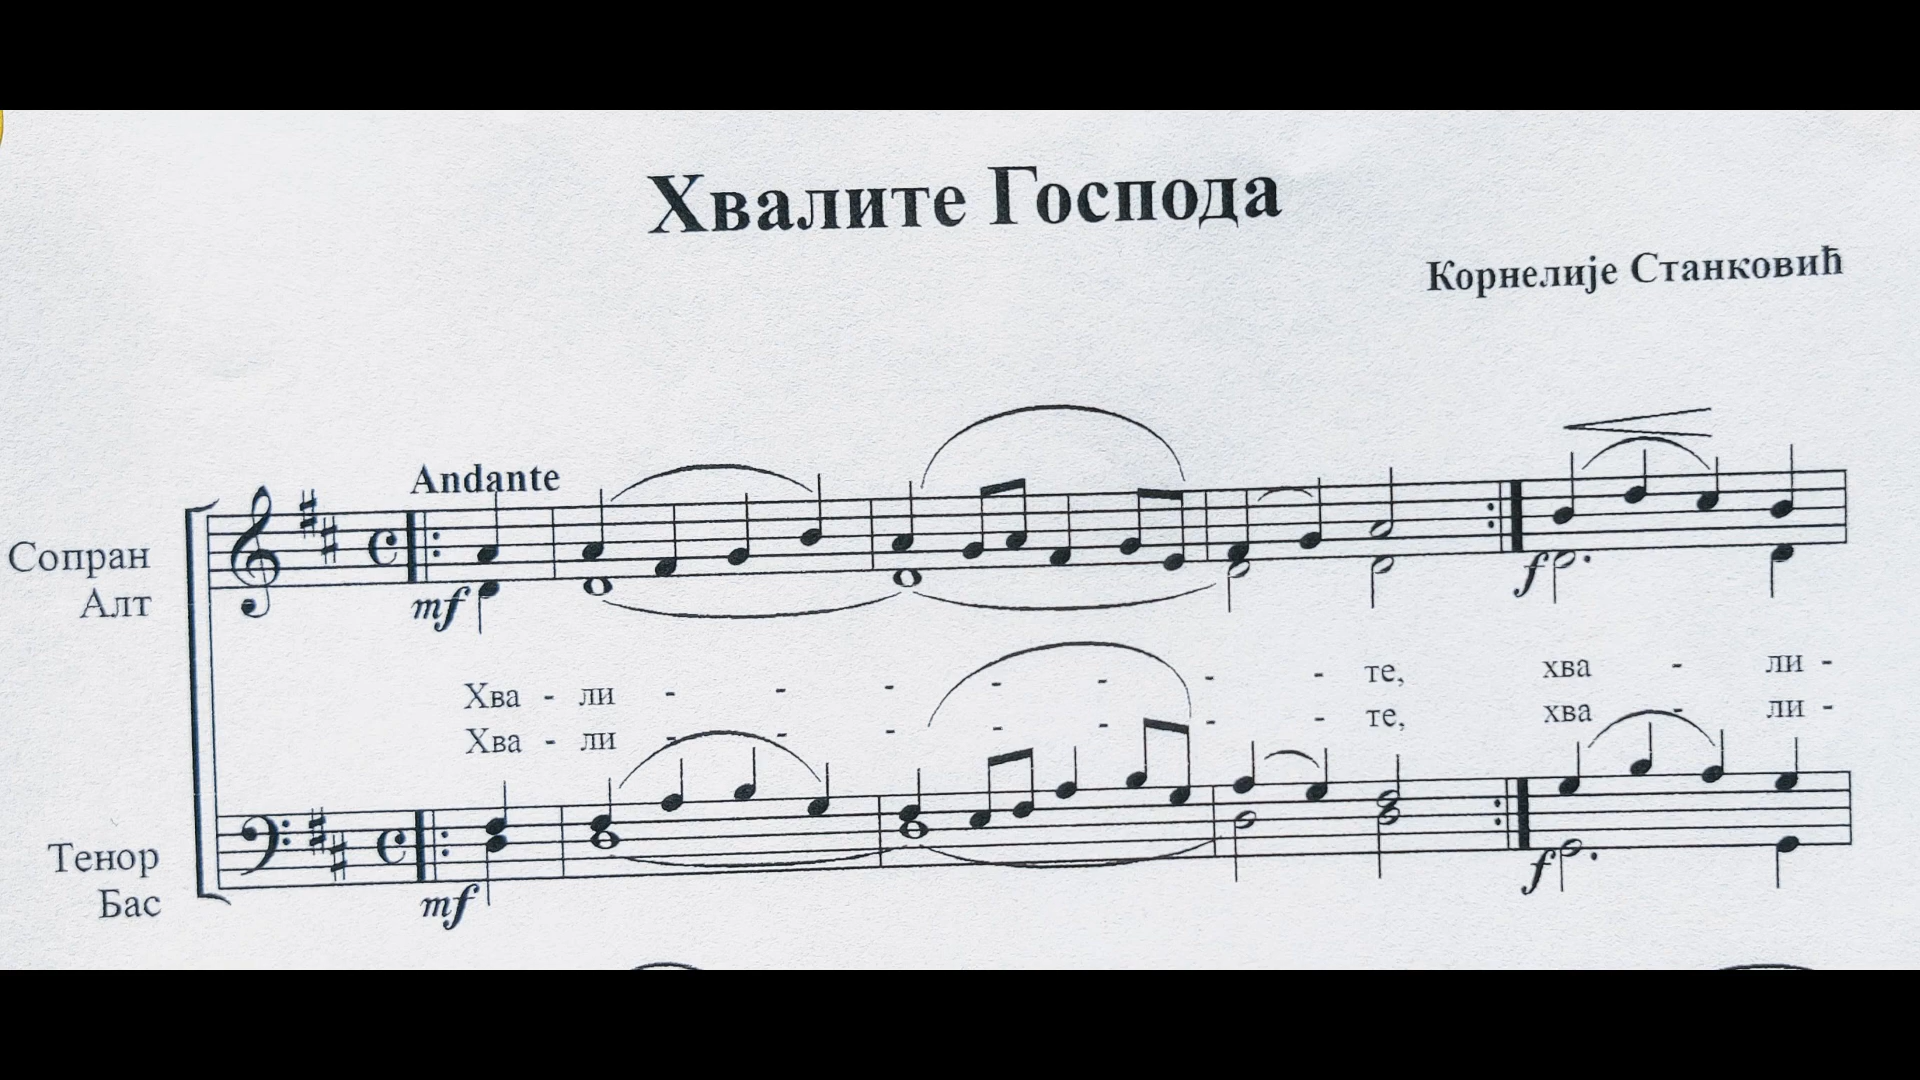 Хвалите Господа
Корнелије Станковић
Andante
Сопран
Алт
mf
f
Хва - ли - - - - - - - те, хва - ли -
Хва - ли - - - - - - - те, хва - ли -
Тенор
Бас
mf
f